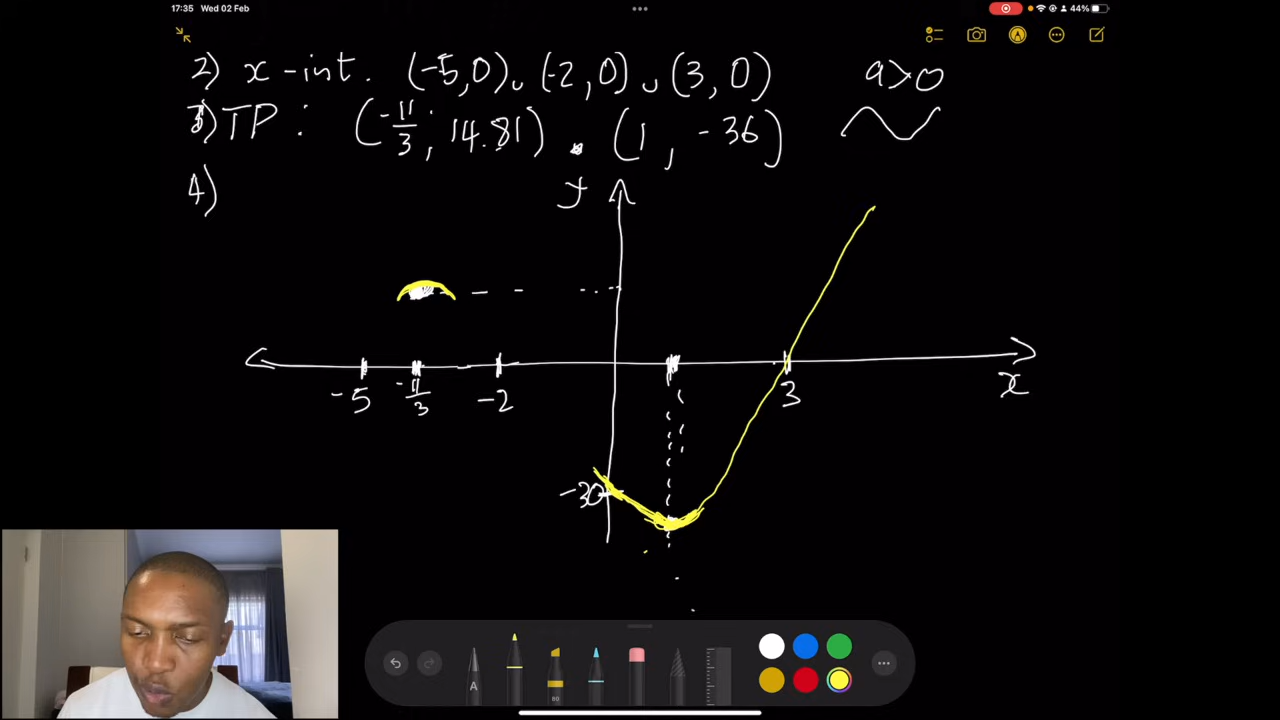 17:35 Wed 02 Feb
44%
2) x-int. (-5,0), (-2,0), (3,0) a>0
3) TP : (-11/3; 14.81) . (1, -36)
4)
y
-5 -11/3 -2 3 x
-30
A 80